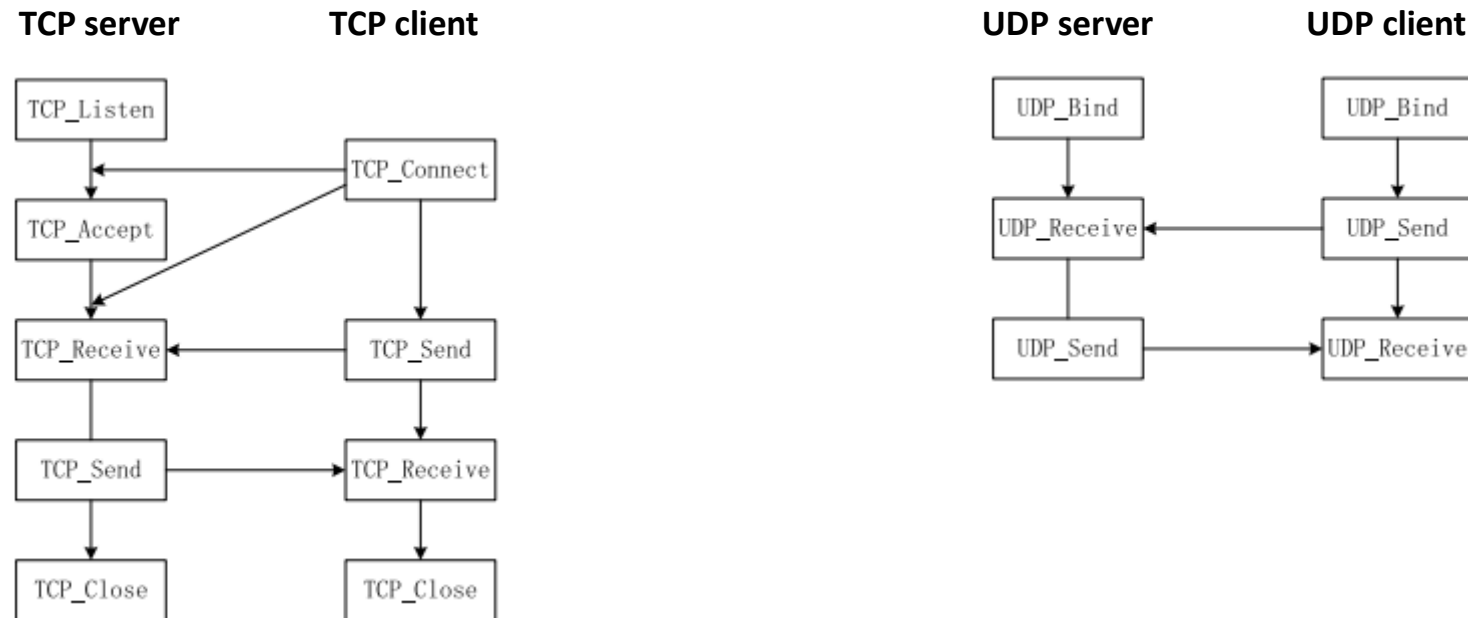 TCP server TCP client UDP server UDP client
TCP_Listen
TCP_Connect
TCP_Accept
TCP_Receive
TCP_Send
TCP_Send
TCP_Receive
TCP_Close
TCP_Close
UDP_Bind
UDP_Bind
UDP_Receive
UDP_Send
UDP_Send
UDP_Receive